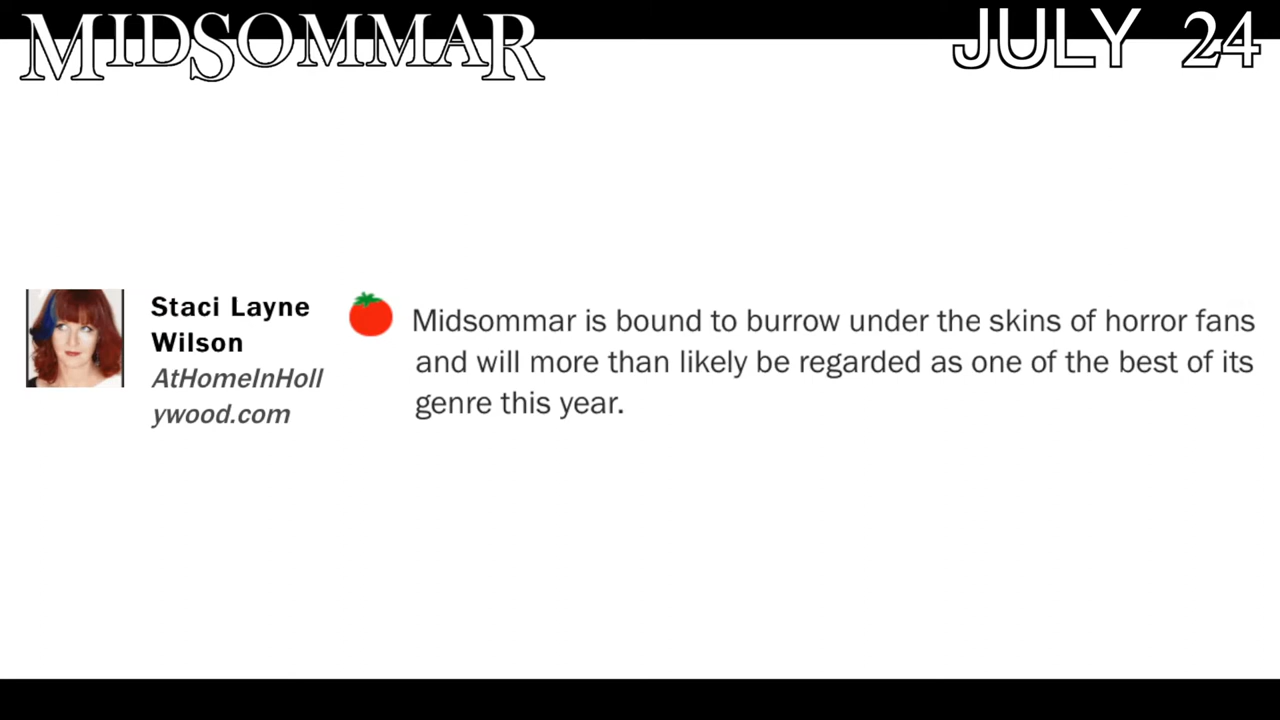 MIDSOMMAR
JULY 24
Staci Layne
Wilson
AtHomeInHoll
ywood.com
Midsommar is bound to burrow under the skins of horror fans
and will more than likely be regarded as one of the best of its
genre this year.